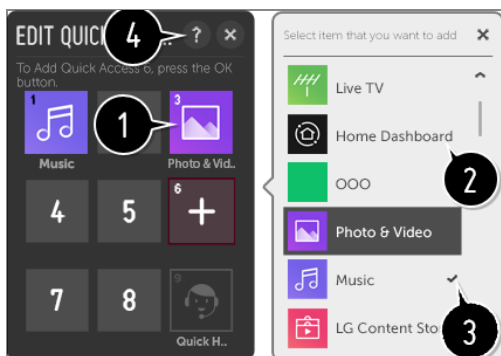 EDIT QUIC
4
..
?
To Add Quick Access 6, press the OK
button.
1
Music
1
3
Photo & Vid..
4
5
6
7
8
9
Quick H..
Select item that you want to add
Live TV
Home Dashboard
2
OOO
Photo & Video
Music
LG Content Sto
3